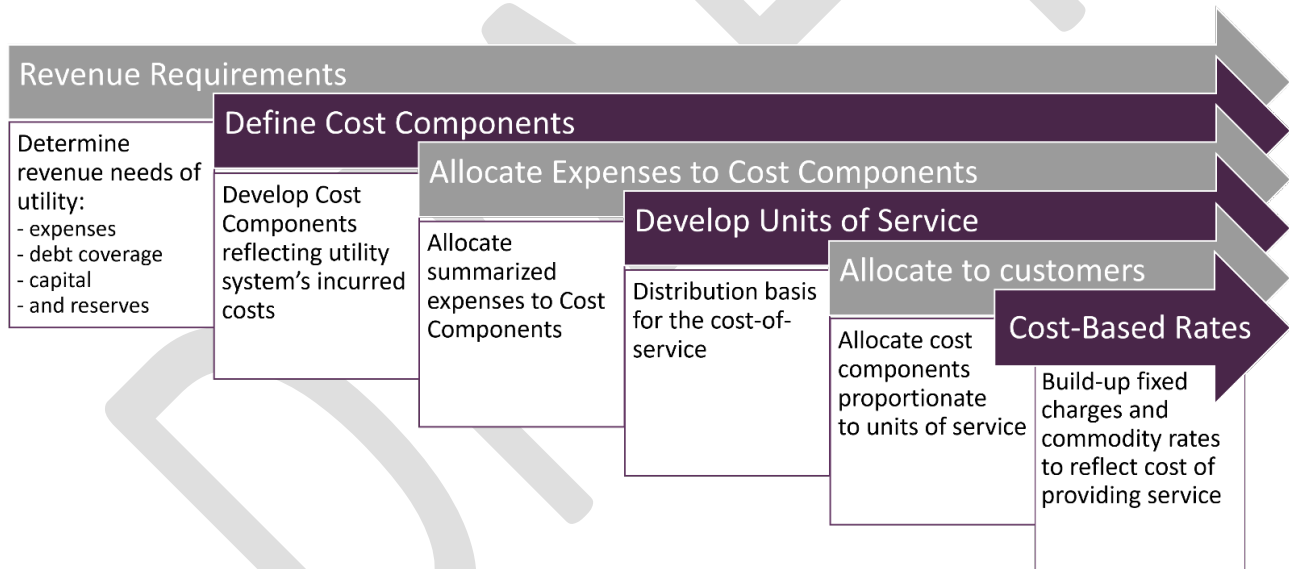 Revenue Requirements
Determine
revenue needs of
utility:
- expenses
- debt coverage
- capital
- and reserves
Define Cost Components
Develop Cost
Components
reflecting utility
system’s incurred
costs
Allocate Expenses to Cost Components
Allocate
summarized
expenses to Cost
Components
Develop Units of Service
Distribution basis
for the cost-of-
service
Allocate to customers
Allocate cost
components
proportionate
to units of service
Cost-Based Rates
Build-up fixed
charges and
commodity rates
to reflect cost of
providing service